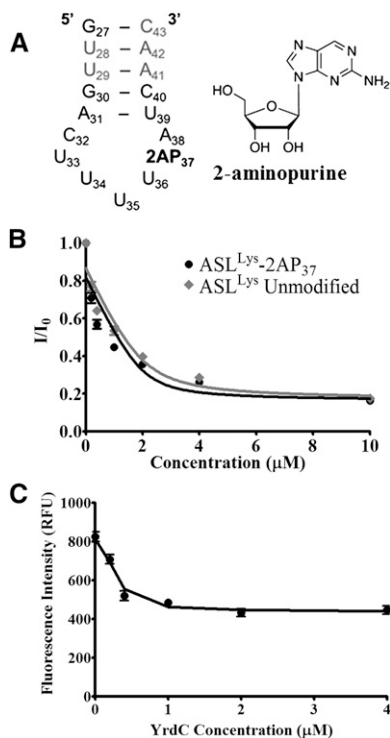 A
5' 3'
G27 – C43
U28 – A42
U29 – A41
G30 – C40
A31 – U39
C32 A38
U33 2AP37
U34 U36
U35
HO
OH OH
N N
N N
NH2
2-aminopurine
B
I/I0
1.0
0.8
0.6
0.4
0.2
0.0
ASLLys-2AP37
ASLLys Unmodified
0 2 4 6 8 10
Concentration (µM)
C
Fluorescence Intensity (RFU)
1000
800
600
400
200
0
0 1 2 3 4
YrdC Concentration (µM)